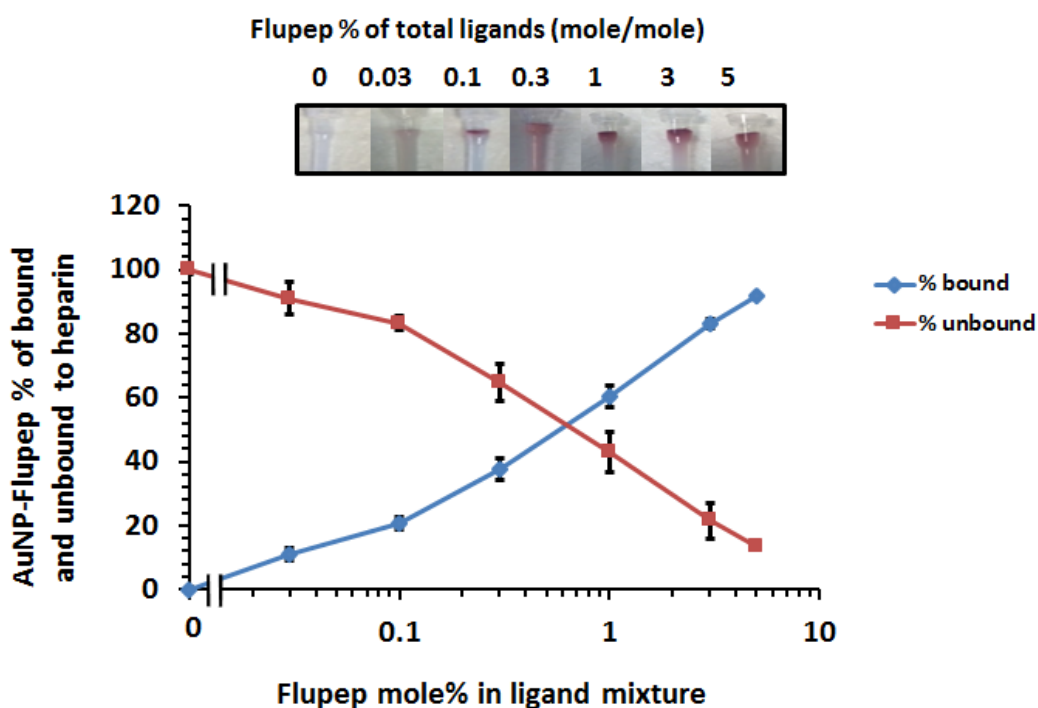 Flupep % of total ligands (mole/mole)
0 0.03 0.1 0.3 1 3 5
120
100
80
60
40
20
0
AuNP-Flupep % of bound
and unbound to heparin
% bound
% unbound
0 0.1 1 10
Flupep mole% in ligand mixture